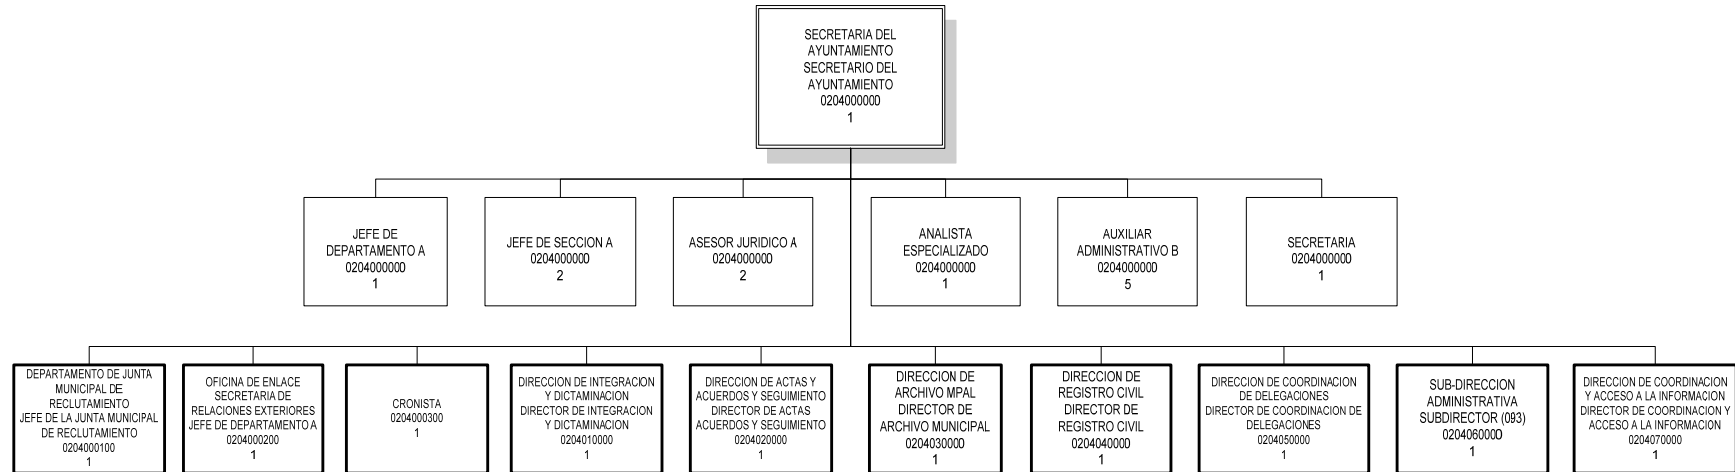 SECRETARIA DEL
AYUNTAMIENTO
SECRETARIO DEL
AYUNTAMIENTO
0204000000
1
JEFE DE
DEPARTAMENTO A
0204000000
1
JEFE DE SECCION A
0204000000
2
ASESOR JURIDICO A
0204000000
2
ANALISTA
ESPECIALIZADO
0204000000
1
AUXILIAR
ADMINISTRATIVO B
0204000000
5
SECRETARIA
0204000000
1
DEPARTAMENTO DE JUNTA
MUNICIPAL DE
RECLUTAMIENTO
JEFE DE LA JUNTA MUNICIPAL
DE RECLUTAMIENTO
0204000100
1
OFICINA DE ENLACE
SECRETARIA DE
RELACIONES EXTERIORES
JEFE DE DEPARTAMENTO A
0204000200
1
CRONISTA
0204000300
1
DIRECCION DE INTEGRACION
Y DICTAMINACION
DIRECTOR DE INTEGRACION
Y DICTAMINACION
0204010000
1
DIRECCION DE ACTAS Y
ACUERDOS Y SEGUIMIENTO
DIRECTOR DE ACTAS
ACUERDOS Y SEGUIMIENTO
0204020000
1
DIRECCION DE
ARCHIVO MPAL
DIRECTOR DE
ARCHIVO MUNICIPAL
0204030000
1
DIRECCION DE
REGISTRO CIVIL
DIRECTOR DE
REGISTRO CIVIL
0204040000
1
DIRECCION DE COORDINACION
DE DELEGACIONES
DIRECTOR DE COORDINACION DE
DELEGACIONES
0204050000
1
SUB-DIRECCION
ADMINISTRATIVA
SUBDIRECTOR (093)
0204060000
1
DIRECCION DE COORDINACION
Y ACCESO A LA INFORMACION
DIRECTOR DE COORDINACION Y
ACCESO A LA INFORMACION
0204070000
1